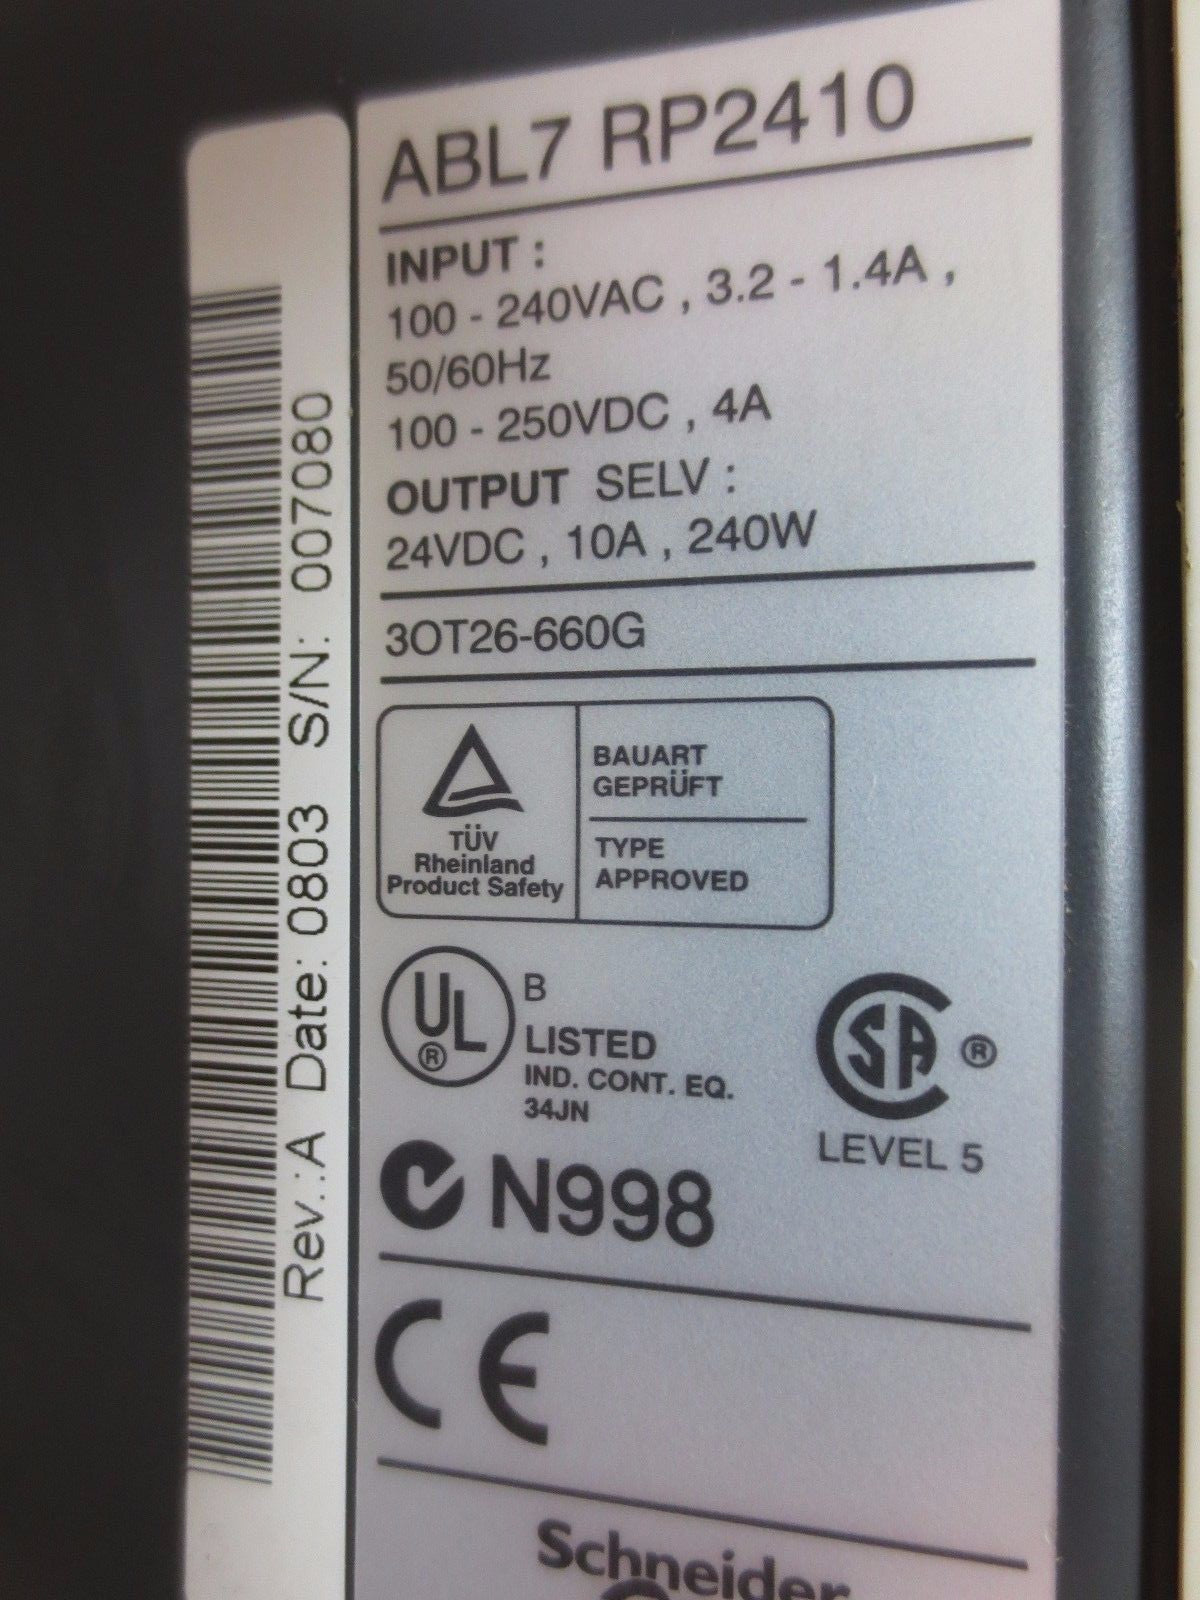 ABL7 RP2410
INPUT :
100 - 240VAC , 3.2 - 1.4A ,
50/60Hz
100 - 250VDC , 4A
OUTPUT SELV :
24VDC , 10A , 240W
3OT26-660G
TÜV
Rheinland
Product Safety
BAUART
GEPRÜFT
TYPE
APPROVED
UL
®
B
LISTED
IND. CONT. EQ.
34JN
SA ®
LEVEL 5
N998
CE
Schneider
Rev.:A Date: 0803 S/N: 007080